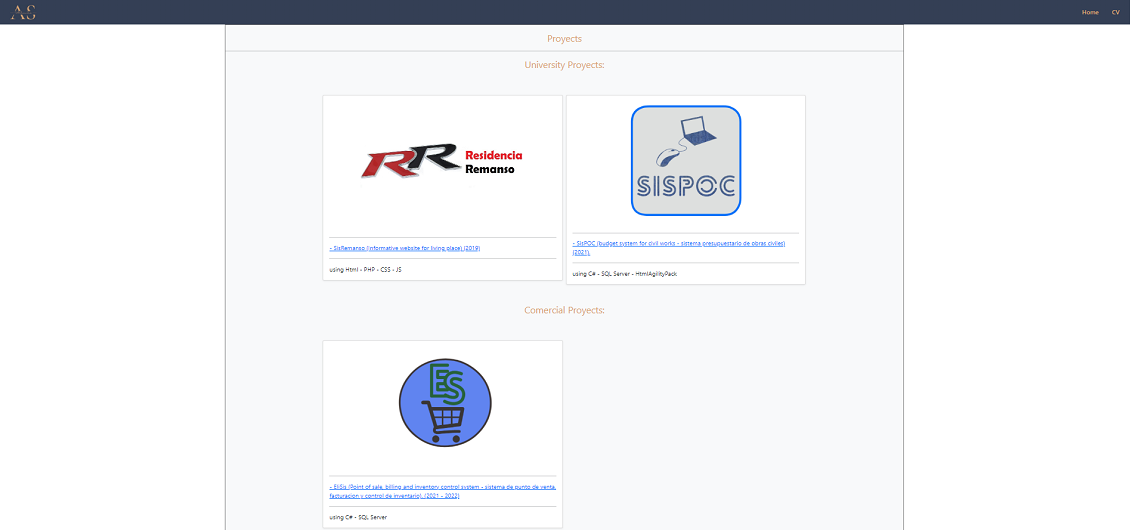 AS
Home
CV
Proyects
University Proyects:
RR Residencia
Remanso
SISPOC
- SisRemanso (Informative website for living place) (2019)
- SisPOC (budget system for civil works - sistema presupuestario de obras civiles)
(2021).
using Html - PHP - CSS - JS
using C# - SQL Server - HtmlAgilityPack
Comercial Proyects:
ES
- EliSis (Point of sale, billing and inventory control system - sistema de punto de venta,
facturacion y control de inventario). (2021 - 2022)
using C# - SQL Server